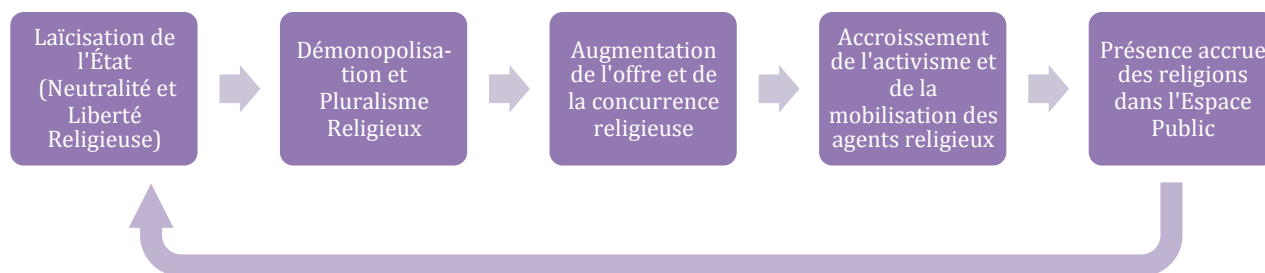 Laïcisation de
l'État
(Neutralité et
Liberté
Religieuse)
Démonopolisa-
tion et
Pluralisme
Religieux
Augmentation
de l'offre et de
la concurrence
religieuse
Accroissement
de l'activisme et
de la
mobilisation des
agents religieux
Présence accrue
des religions
dans l'Espace
Public